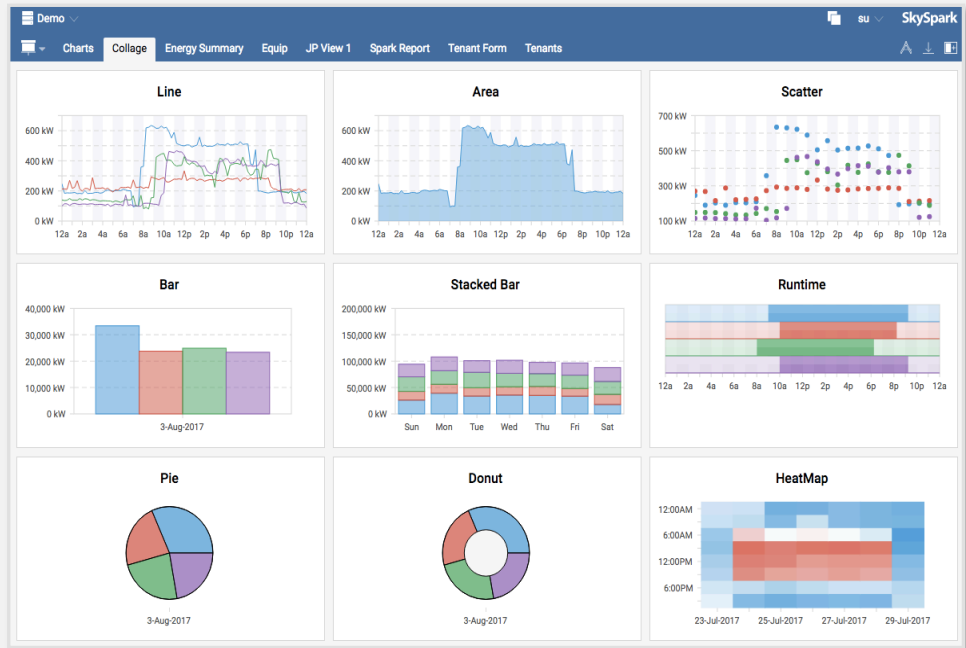 Demo su SkySpark
Charts Collage Energy Summary Equip JP View 1 Spark Report Tenant Form Tenants
Line
600 kW
400 kW
200 kW
0 kW
12a 2a 4a 6a 8a 10a 12p 2p 4p 6p 8p 10p 12a
Area
600 kW
400 kW
200 kW
0 kW
12a 2a 4a 6a 8a 10a 12p 2p 4p 6p 8p 10p 12a
Scatter
700 kW
500 kW
300 kW
100 kW
12a 2a 4a 6a 8a 10a 12p 2p 4p 6p 8p 10p 12a
Bar
40,000 kW
30,000 kW
20,000 kW
10,000 kW
0 kW
3-Aug-2017
Stacked Bar
200,000 kW
150,000 kW
100,000 kW
50,000 kW
0 kW
Sun Mon Tue Wed Thu Fri Sat
Runtime
12a 2a 4a 6a 8a 10a 12p 2p 4p 6p 8p 10p 12a
Pie
3-Aug-2017
Donut
3-Aug-2017
HeatMap
12:00AM
6:00AM
12:00PM
6:00PM
23-Jul-2017 25-Jul-2017 27-Jul-2017 29-Jul-2017